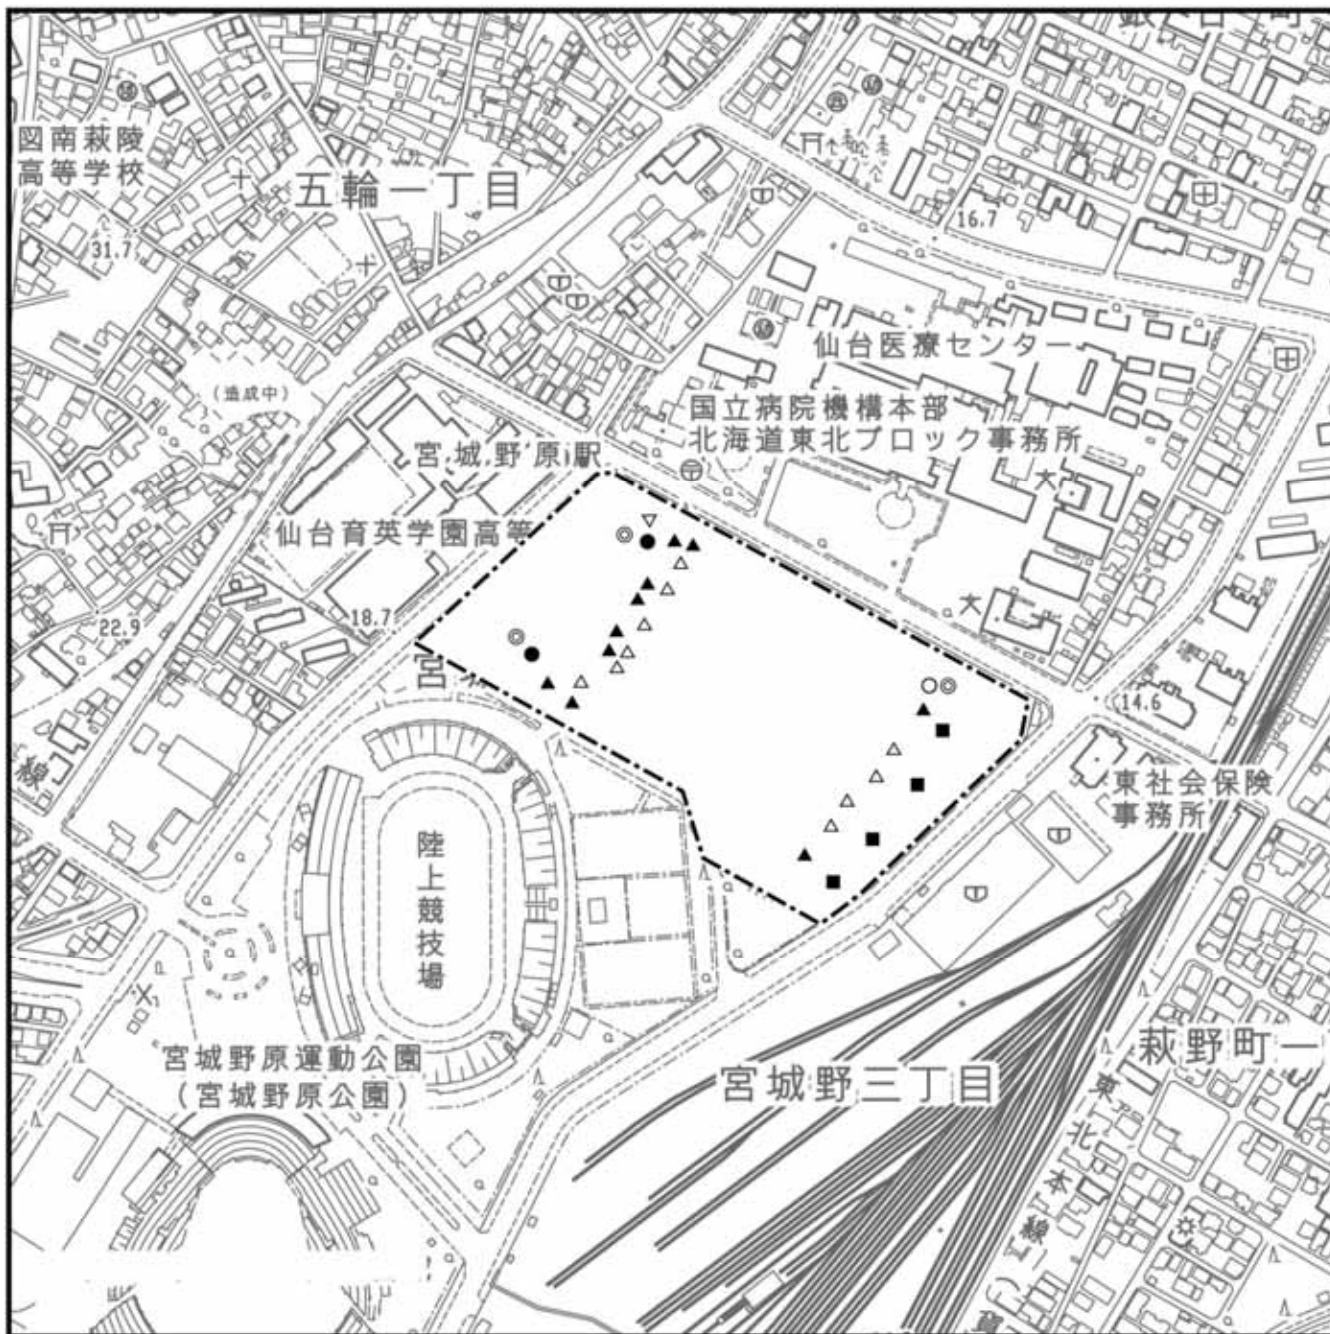 図南萩陵
高等学校
五輪一丁目
31.7
16.7
(造成中)
仙台医療センター
国立病院機構本部
北海道東北ブロック事務所
宮城野原駅
仙台育英学園高等
18.7
22.9
宮
14.6
線
東社会保険
事務所
陸上競技場
宮城野原運動公園
(宮城野原公園)
宮城野三丁目
萩野町一
東北本線